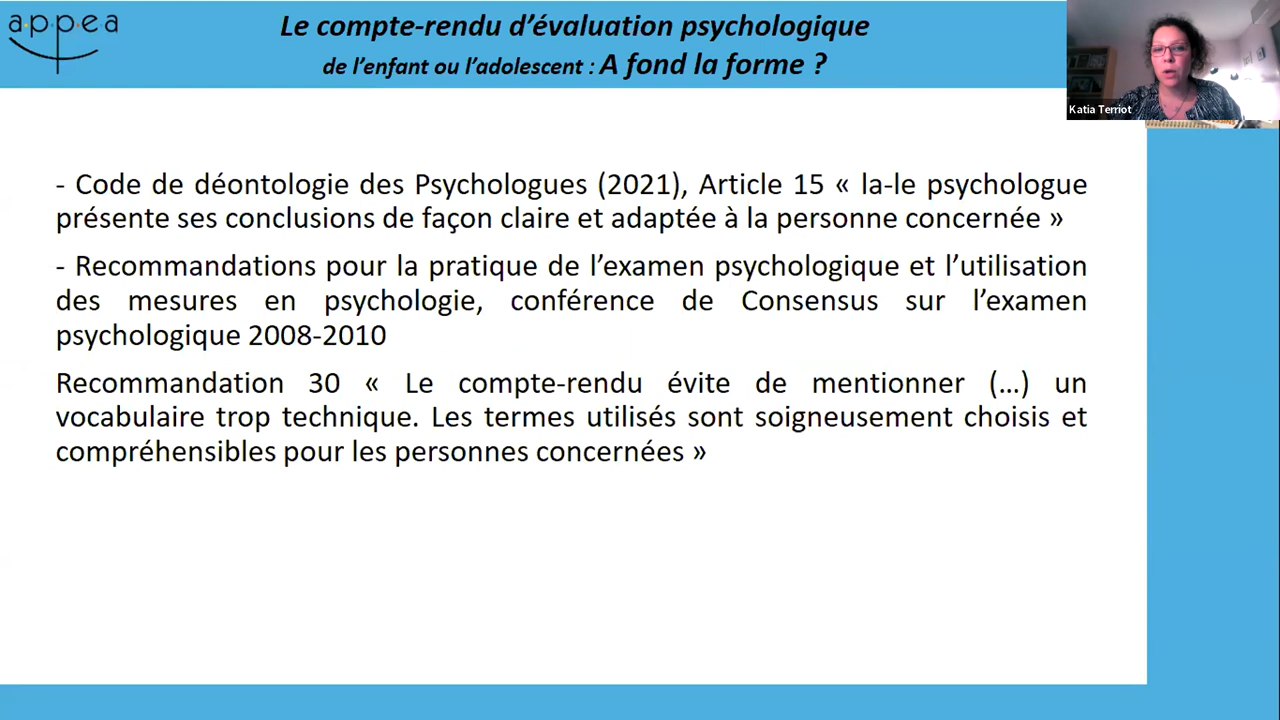 appea
Le compte-rendu d’évaluation psychologique
de l’enfant ou l’adolescent : A fond la forme ?
Katia Terriot
- Code de déontologie des Psychologues (2021), Article 15 « la-le psychologue
présente ses conclusions de façon claire et adaptée à la personne concernée »
- Recommandations pour la pratique de l’examen psychologique et l’utilisation
des mesures en psychologie, conférence de Consensus sur l’examen
psychologique 2008-2010
Recommandation 30 « Le compte-rendu évite de mentionner (…) un
vocabulaire trop technique. Les termes utilisés sont soigneusement choisis et
compréhensibles pour les personnes concernées »